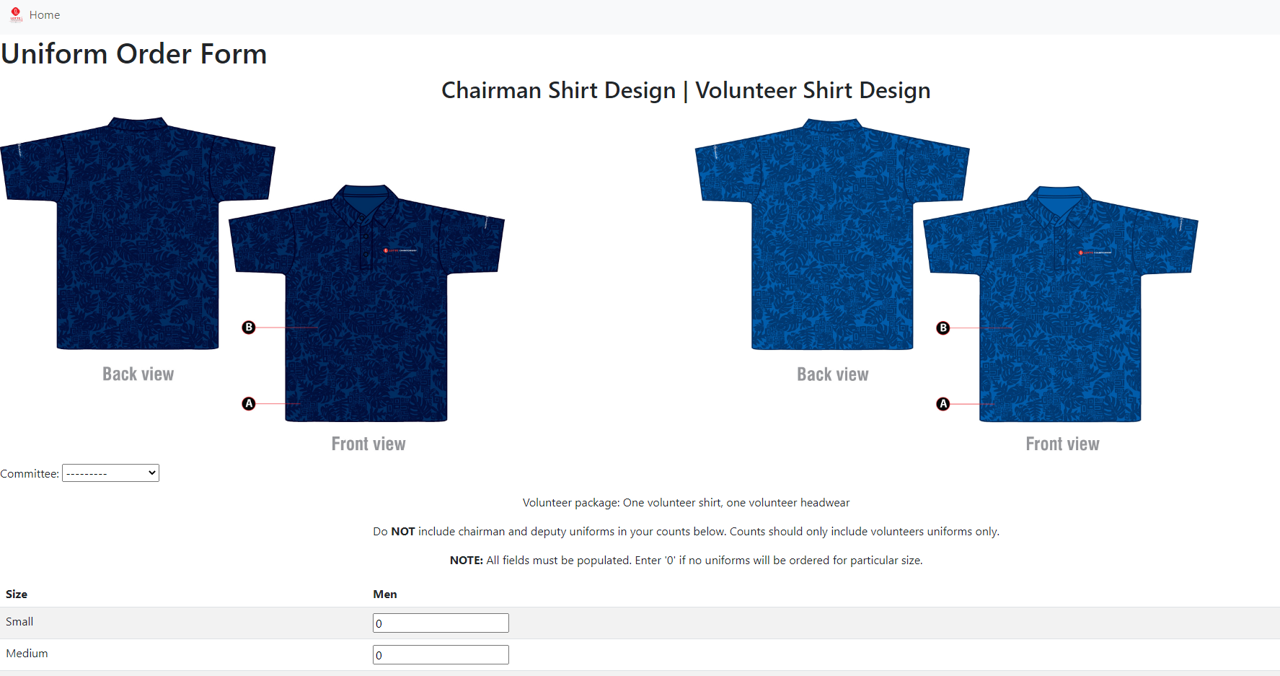 Home
Uniform Order Form
Chairman Shirt Design | Volunteer Shirt Design
B
A
Back view
Front view
B
A
Back view
Front view
Committee: ---------
Volunteer package: One volunteer shirt, one volunteer headwear
Do NOT include chairman and deputy uniforms in your counts below. Counts should only include volunteers uniforms only.
NOTE: All fields must be populated. Enter '0' if no uniforms will be ordered for particular size.
Size Men
Small 0
Medium 0